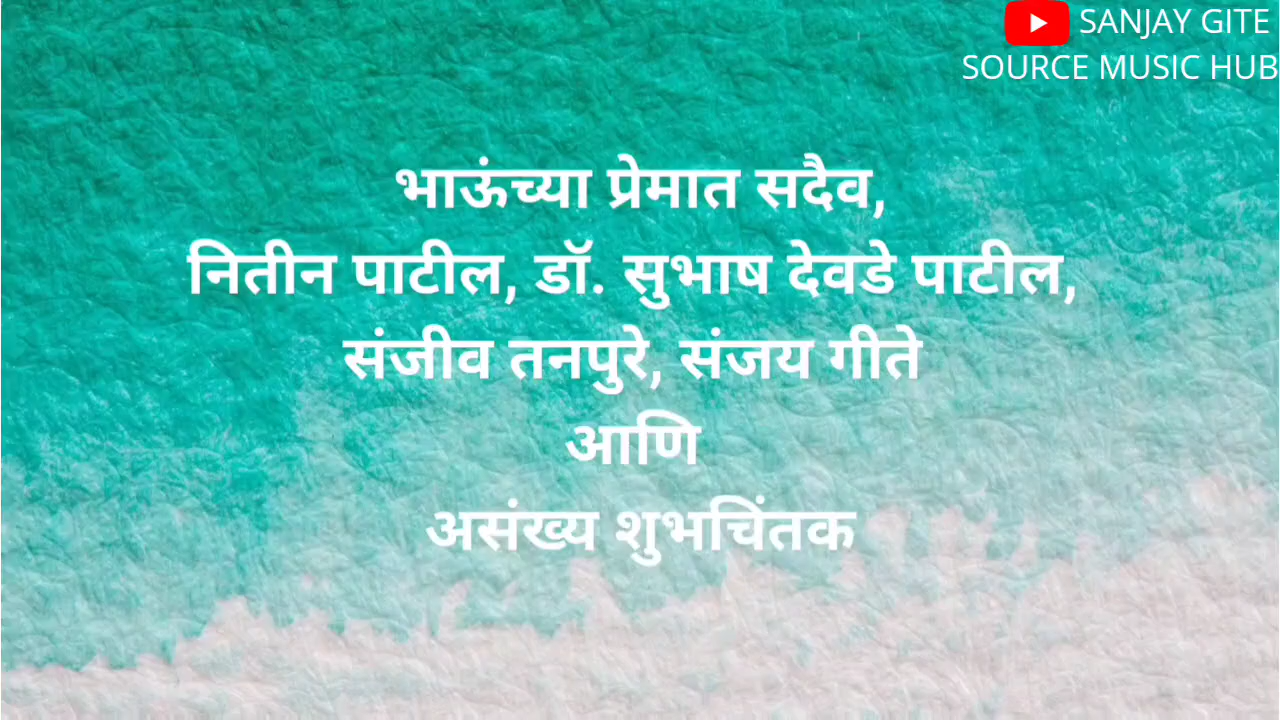 SANJAY GITE
SOURCE MUSIC HUB
भाऊंच्या प्रेमात सदैव,
नितीन पाटील, डॉ. सुभाष देवडे पाटील,
संजीव तनपुरे, संजय गीते
आणि
असंख्य शुभचिंतक